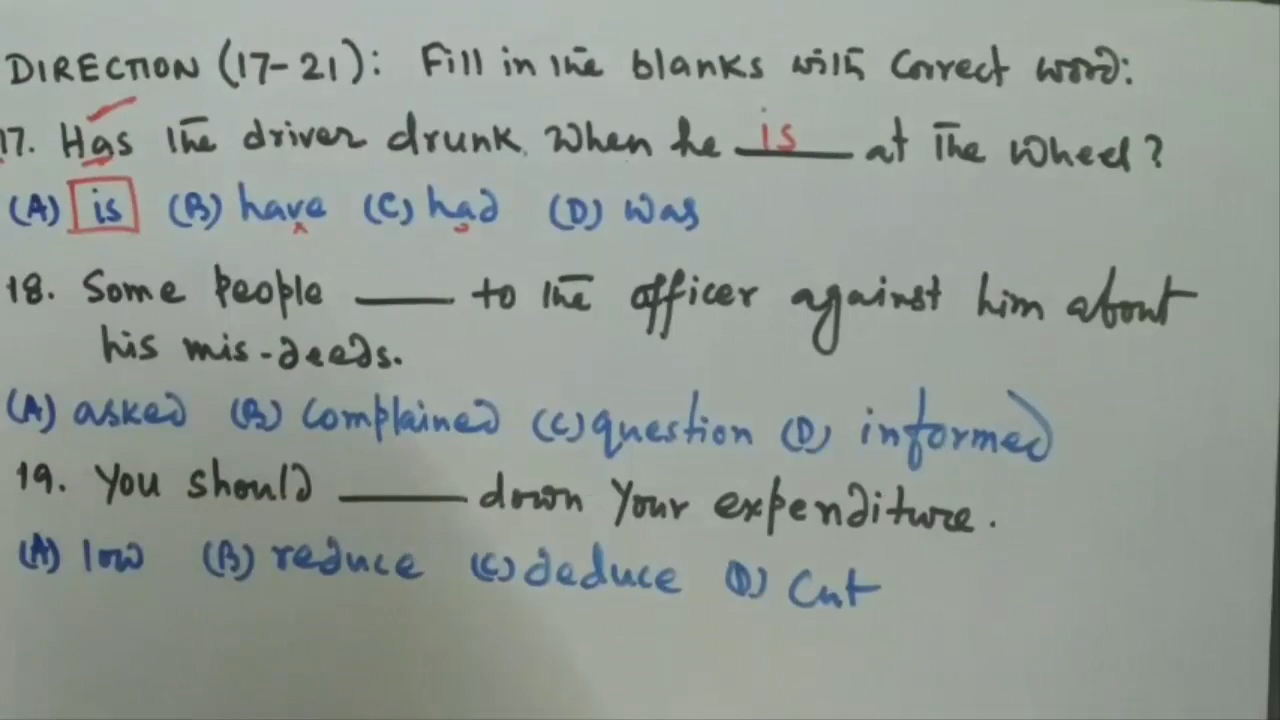 DIRECTION (17-21): Fill in the blanks with Correct word:
17. Has the driver drunk when he is at the wheel?
(A) is (B) have (C) had (D) was
18. Some people ____ to the officer against him about
his mis-deeds.
(A) asked (B) complained (C) question (D) informed
19. You should ____ down your expenditure.
(A) low (B) reduce (C) deduce (D) Cut